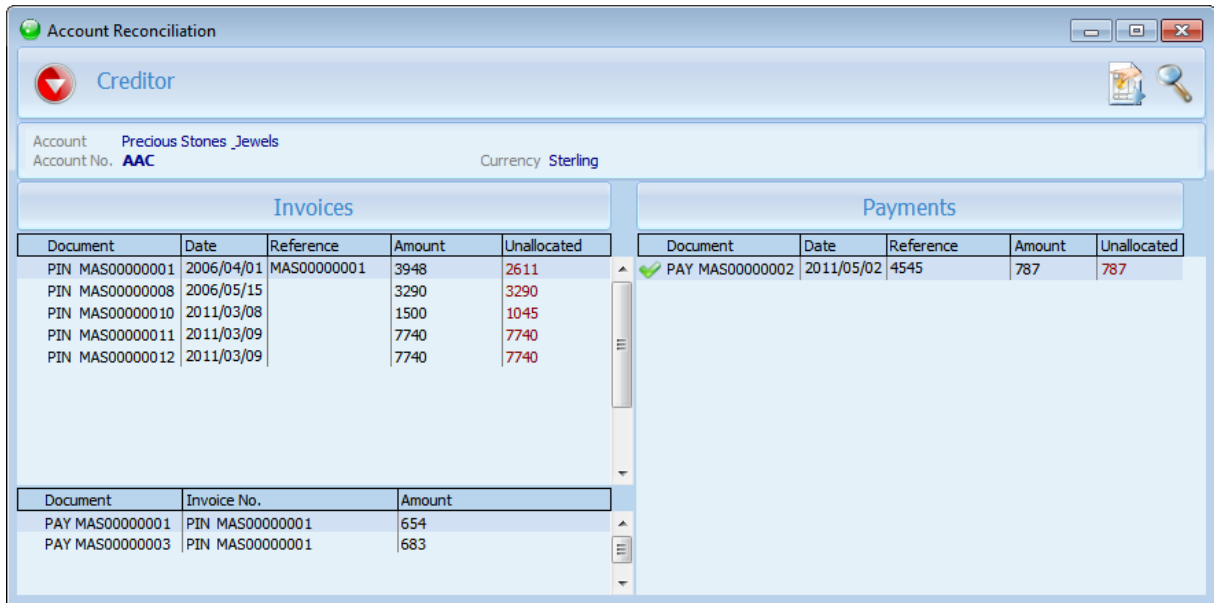 Account Reconciliation
Creditor
Account Precious Stones _Jewels
Account No. AAC Currency Sterling
Invoices
Document Date Reference Amount Unallocated
PIN MAS00000001 2006/04/01 MAS00000001 3948 2611
PIN MAS00000008 2006/05/15 3290 3290
PIN MAS00000010 2011/03/08 1500 1045
PIN MAS00000011 2011/03/09 7740 7740
PIN MAS00000012 2011/03/09 7740 7740
Document Invoice No. Amount
PAY MAS00000001 PIN MAS00000001 654
PAY MAS00000003 PIN MAS00000001 683
Payments
Document Date Reference Amount Unallocated
PAY MAS00000002 2011/05/02 4545 787 787